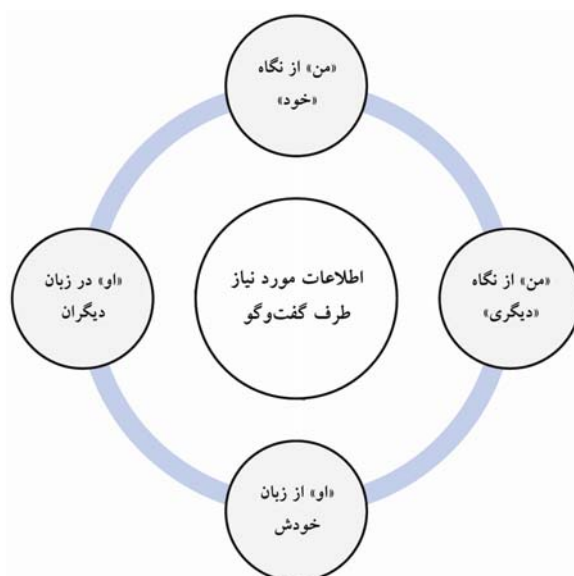 «من» از نگاه
«خود»
«من» از نگاه
«دیگری»
اطلاعات مورد نیاز
طرف گفت‌وگو
«او» در زبان
دیگران
«او» از زبان
خودش